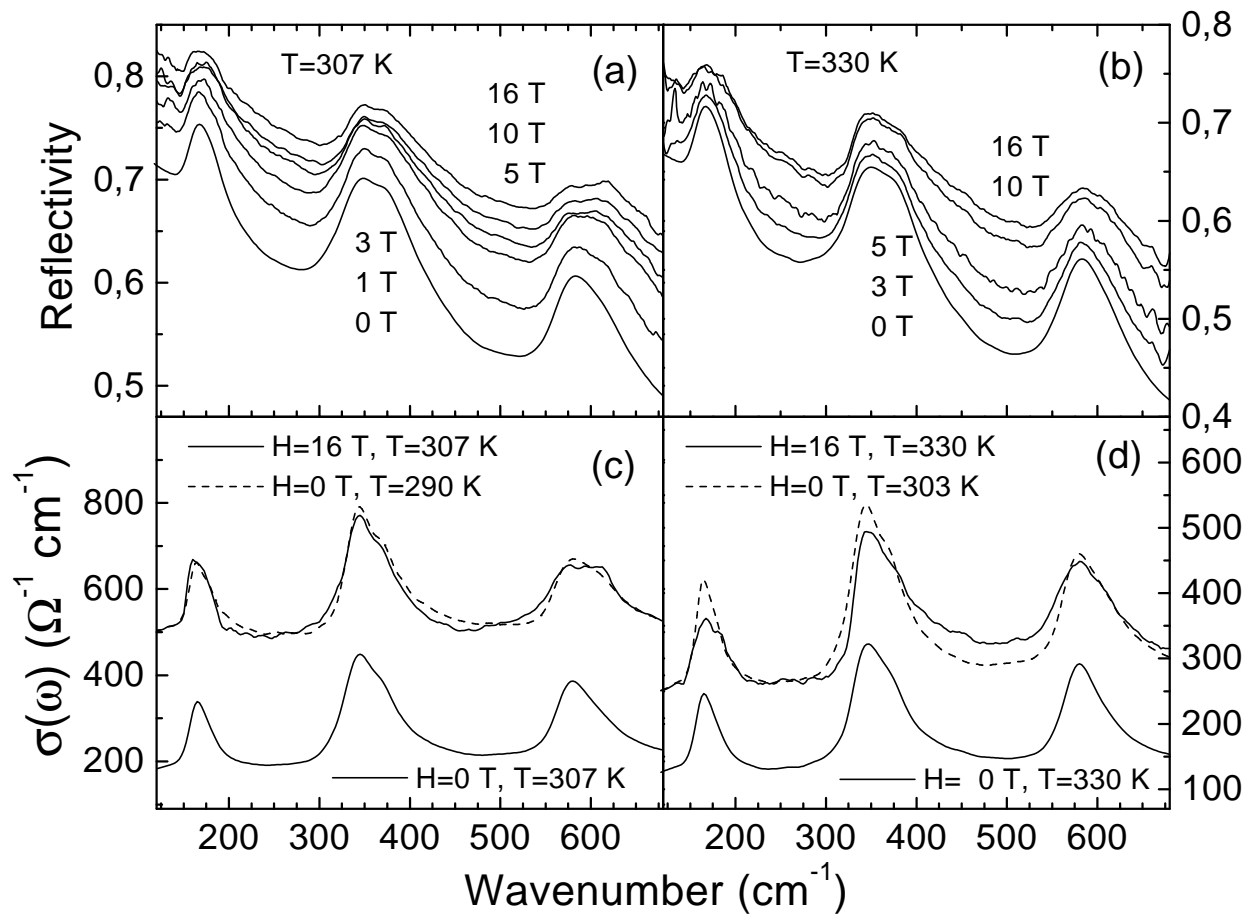 0,8
0,7
0,6
0,5
Reflectivity
T=307 K
(a)
16 T
10 T
5 T
3 T
1 T
0 T
T=330 K
(b)
16 T
10 T
5 T
3 T
0 T
0,8
0,7
0,6
0,5
0,4
800
600
400
200
σ(ω) (Ω⁻¹ cm⁻¹)
H=16 T, T=307 K
H=0 T, T=290 K
(c)
H=0 T, T=307 K
H=16 T, T=330 K
H=0 T, T=303 K
(d)
H= 0 T, T=330 K
600
500
400
300
200
100
200 300 400 500 600
200 300 400 500 600
Wavenumber (cm⁻¹)